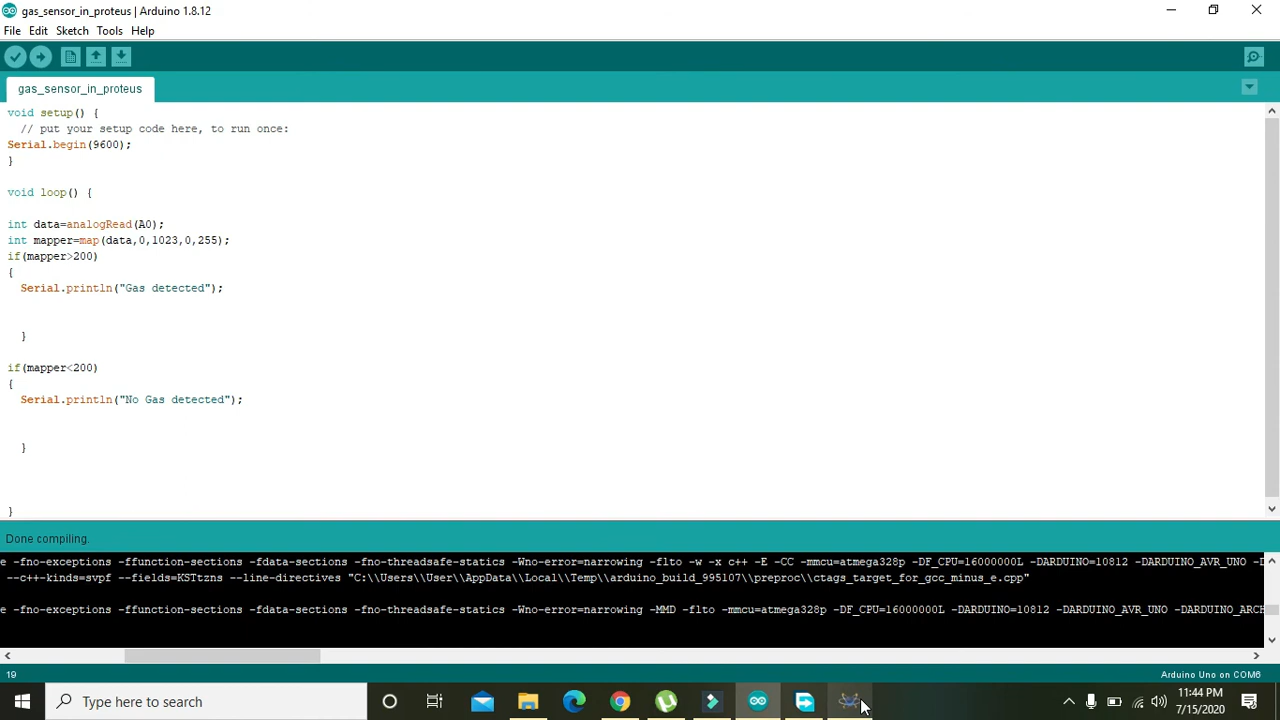 gas_sensor_in_proteus | Arduino 1.8.12
File Edit Sketch Tools Help
gas_sensor_in_proteus
void setup() {
  // put your setup code here, to run once:
Serial.begin(9600);
}
void loop() {
int data=analogRead(A0);
int mapper=map(data,0,1023,0,255);
if(mapper>200)
{
  Serial.println("Gas detected");
  }
if(mapper<200)
{
  Serial.println("No Gas detected");
  }
}
Done compiling.
e -fno-exceptions -ffunction-sections -fdata-sections -fno-threadsafe-statics -Wno-error=narrowing -flto -w -x c++ -E -CC -mmcu=atmega328p -DF_CPU=16000000L -DARDUINO=10812 -DARDUINO_AVR_UNO -D
--c++-kinds=svpf --fields=KSTtzns --line-directives "C:\\Users\\User\\AppData\\Local\\Temp\\arduino_build_995107\\preproc\\ctags_target_for_gcc_minus_e.cpp"
e -fno-exceptions -ffunction-sections -fdata-sections -fno-threadsafe-statics -Wno-error=narrowing -MMD -flto -mmcu=atmega328p -DF_CPU=16000000L -DARDUINO=10812 -DARDUINO_AVR_UNO -DARDUINO_ARCH
19
Arduino Uno on COM6
Type here to search
11:44 PM
7/15/2020